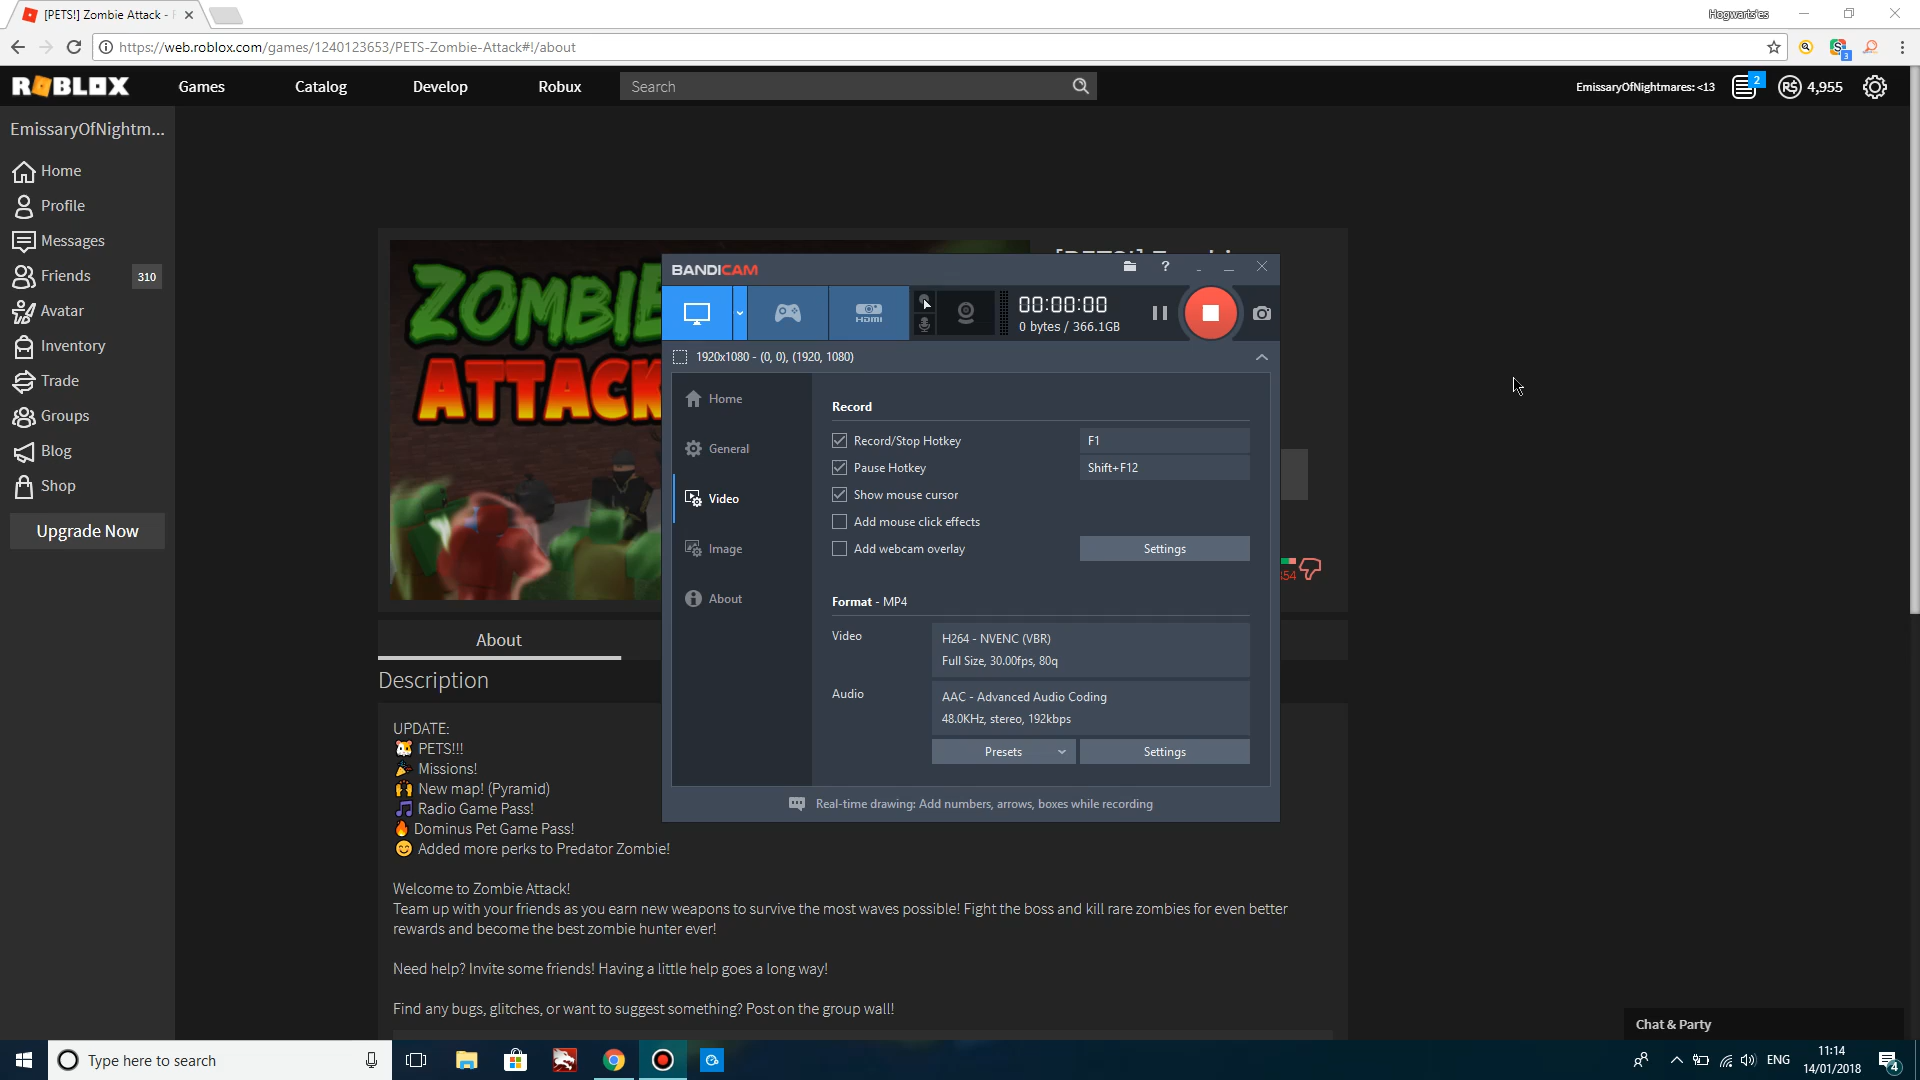 [PETS!] Zombie Attack -
Hogwarts'es
https://web.roblox.com/games/1240123653/PETS-Zombie-Attack#!/about
3
ROBLOX
Games
Catalog
Develop
Robux
Search
EmissaryOfNightmares: <13
2
R$ 4,955
EmissaryOfNightm...
Home
Profile
Messages
Friends
310
Avatar
Inventory
Trade
Groups
Blog
Shop
Upgrade Now
ZOMBIE
ATTACK
BANDICAM
?
HDMI
00:00:00
0 bytes / 366.1GB
1920x1080 - (0, 0), (1920, 1080)
Home
General
Video
Image
About
Record
Record/Stop Hotkey
F1
Pause Hotkey
Shift+F12
Show mouse cursor
Add mouse click effects
Add webcam overlay
Settings
Format - MP4
Video
H264 - NVENC (VBR)
Full Size, 30.00fps, 80q
Audio
AAC - Advanced Audio Coding
48.0KHz, stereo, 192kbps
Presets
Settings
Real-time drawing: Add numbers, arrows, boxes while recording
About
Description
UPDATE:
🐹 PETS!!!
🎉 Missions!
🙌 New map! (Pyramid)
🎵 Radio Game Pass!
🔥 Dominus Pet Game Pass!
😊 Added more perks to Predator Zombie!
Welcome to Zombie Attack!
Team up with your friends as you earn new weapons to survive the most waves possible! Fight the boss and kill rare zombies for even better
rewards and become the best zombie hunter ever!
Need help? Invite some friends! Having a little help goes a long way!
Find any bugs, glitches, or want to suggest something? Post on the group wall!
Chat & Party
Type here to search
ENG
11:14
14/01/2018
4